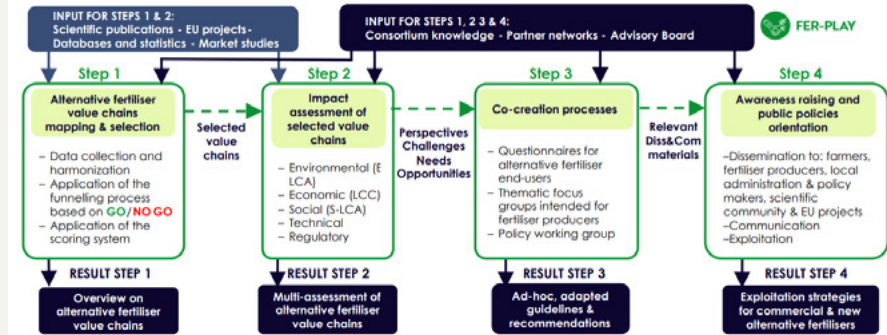 INPUT FOR STEPS 1 & 2:
Scientific publications - EU projects-
Databases and statistics - Market studies
INPUT FOR STEPS 1, 2 3 & 4:
Consortium knowledge - Partner networks - Advisory Board
FER-PLAY
Step 1
Alternative fertiliser
value chains
mapping & selection
– Data collection and
harmonization
– Application of the
funnelling process
based on GO/NO GO
– Application of the
scoring system
Selected
value
chains
Step 2
Impact
assessment of
selected value
chains
– Environmental (E
LCA)
– Economic (LCC)
– Social (S-LCA)
– Technical
– Regulatory
Perspectives
Challenges
Needs
Opportunities
Step 3
Co-creation processes
– Questionnaires for
alternative fertiliser
end-users
– Thematic focus
groups intended for
fertiliser producers
– Policy working group
Relevant
Diss&Com
materials
Step 4
Awareness raising and
public policies
orientation
–Dissemination to: farmers,
fertiliser producers, local
administration & policy
makers, scientific
community & EU projects
–Communication
–Exploitation
RESULT STEP 1
Overview on
alternative fertiliser
value chains
RESULT STEP 2
Multi-assessment of
alternative fertiliser
value chains
RESULT STEP 3
Ad-hoc, adapted
guidelines &
recommendations
RESULT STEP 4
Exploitation strategies
for commercial & new
alternative fertilisers